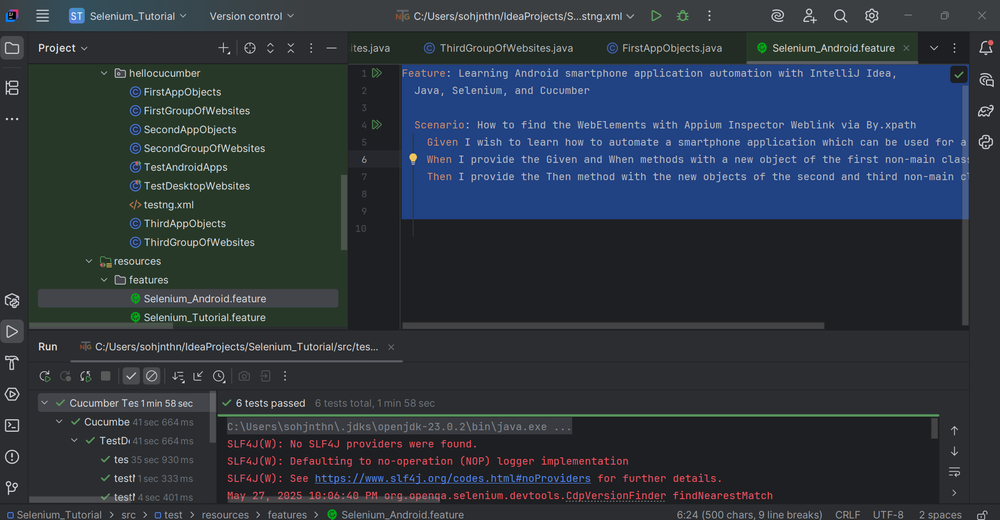 ST Selenium_Tutorial Version control C:/Users/sohjnthn/IdeaProjects/S...stng.xml
Project
ites.java ThirdGroupOfWebsites.java FirstAppObjects.java Selenium_Android.feature
hellocucumber
FirstAppObjects
FirstGroupOfWebsites
SecondAppObjects
SecondGroupOfWebsites
TestAndroidApps
TestDesktopWebsites
testng.xml
ThirdAppObjects
ThirdGroupOfWebsites
resources
features
Selenium_Android.feature
Selenium_Tutorial.feature
1 Feature: Learning Android smartphone application automation with IntelliJ Idea,
2 Java, Selenium, and Cucumber
3
4 Scenario: How to find the WebElements with Appium Inspector Weblink via By.xpath
5 Given I wish to learn how to automate a smartphone application which can be used for a
6 When I provide the Given and When methods with a new object of the first non-main class
7 Then I provide the Then method with the new objects of the second and third non-main cl
8
9
10
Run NTG C:/Users/sohjnthn/IdeaProjects/Selenium_Tutorial/src/tes...
Cucumber Tes 1 min 58 sec
Cucumbe 41 sec 664 ms
TestDe 41 sec 664 ms
tes 35 sec 930 ms
testN 1 sec 333 ms
testN 4 sec 401 ms
6 tests passed 6 tests total, 1 min 58 sec
C:\Users\sohjnthn\.jdks\openjdk-23.0.2\bin\java.exe ...
SLF4J(W): No SLF4J providers were found.
SLF4J(W): Defaulting to no-operation (NOP) logger implementation
SLF4J(W): See https://www.slf4j.org/codes.html#noProviders for further details.
May 27, 2025 10:06:40 PM org.openqa.selenium.devtools.CdpVersionFinder findNearestMatch
Selenium_Tutorial > src > test > resources > features > Selenium_Android.feature 6:24 (500 chars, 9 line breaks) CRLF UTF-8 2 spaces